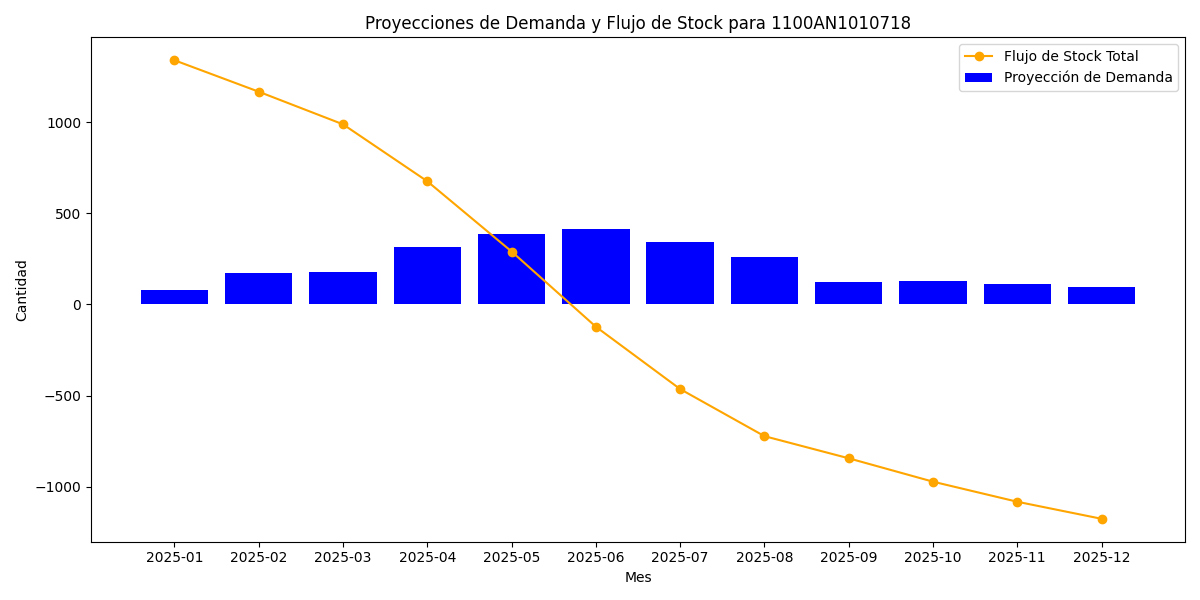 Proyecciones de Demanda y Flujo de Stock para 1100AN1010718
Flujo de Stock Total
Proyección de Demanda
Cantidad
1000
500
0
−500
−1000
2025-01 2025-02 2025-03 2025-04 2025-05 2025-06 2025-07 2025-08 2025-09 2025-10 2025-11 2025-12
Mes